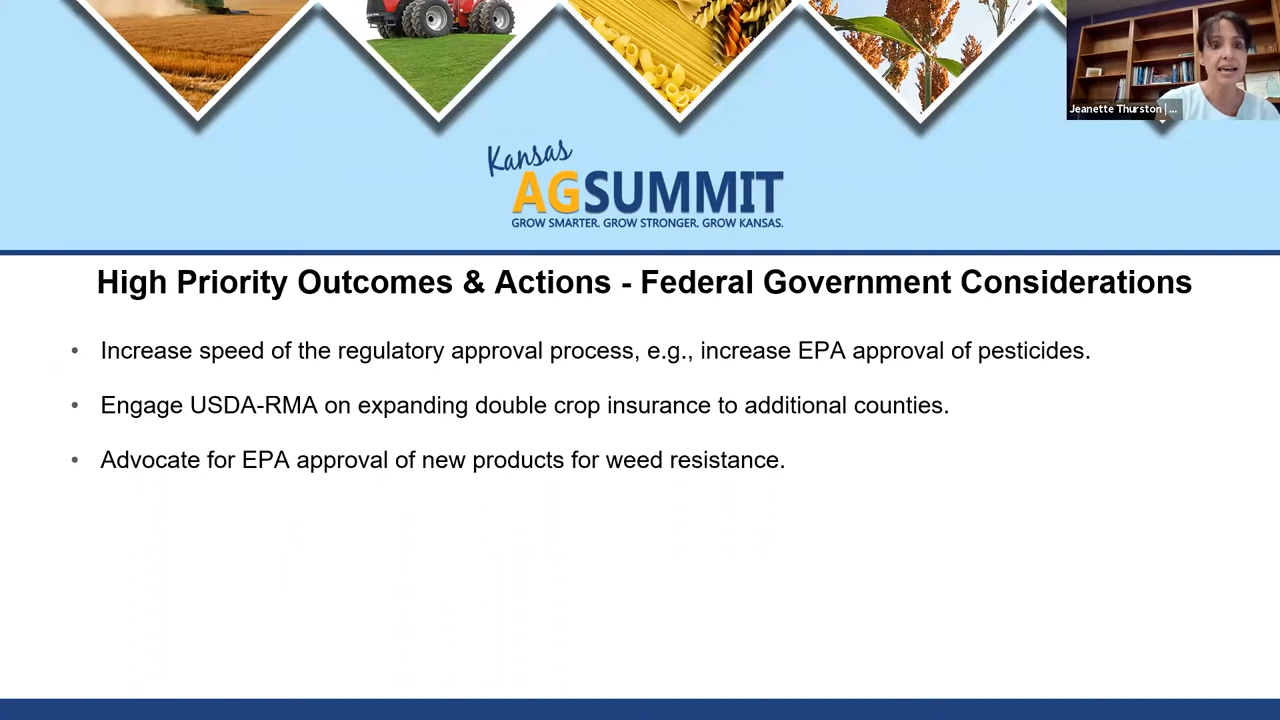 Jeanette Thurston | ...
Kansas
AGSUMMIT
GROW SMARTER. GROW STRONGER. GROW KANSAS.
High Priority Outcomes & Actions - Federal Government Considerations
• Increase speed of the regulatory approval process, e.g., increase EPA approval of pesticides.
• Engage USDA-RMA on expanding double crop insurance to additional counties.
• Advocate for EPA approval of new products for weed resistance.